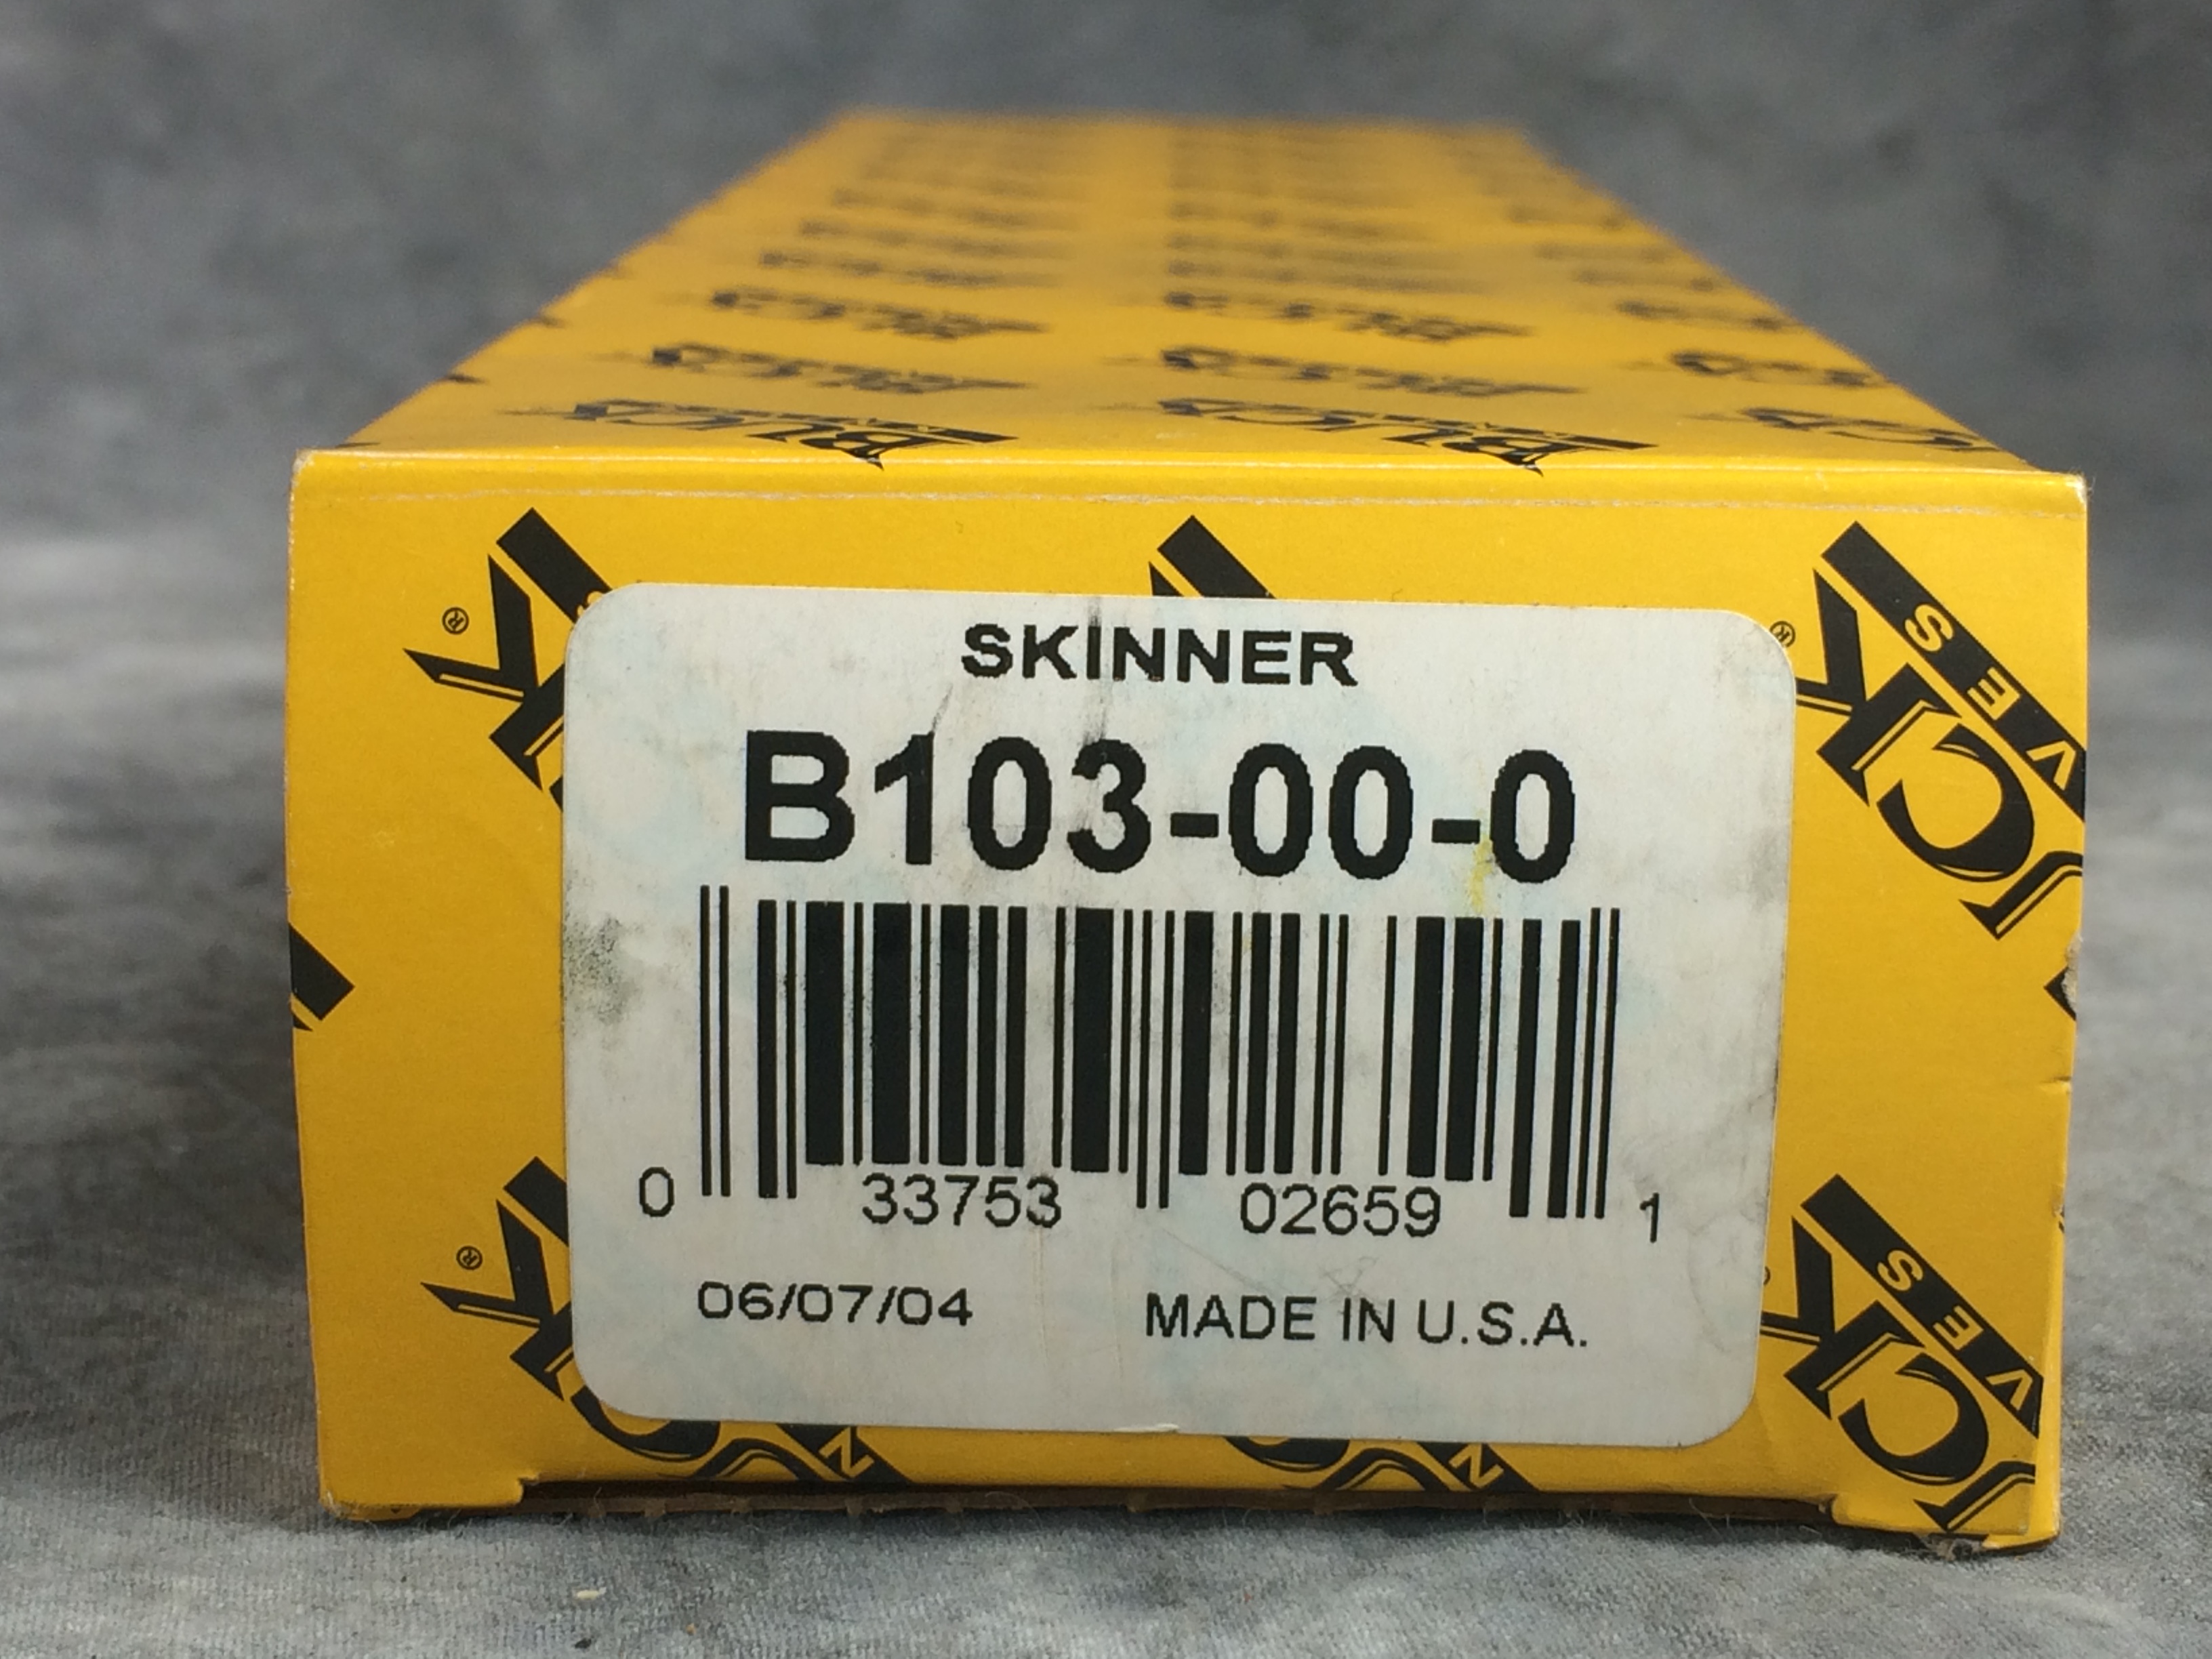 SKINNER
B103-00-0
0 33753 02659 1
06/07/04 MADE IN U.S.A.